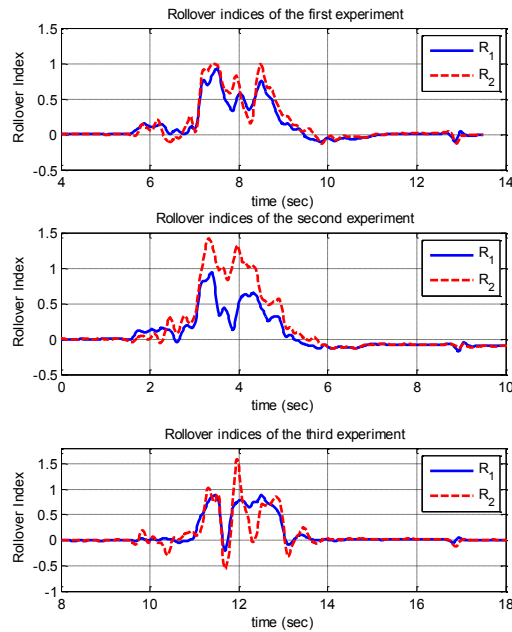 Rollover indices of the first experiment
1.5
1
0.5
0
-0.5
Rollover Index
R1
R2
4 6 8 10 12 14
time (sec)
Rollover indices of the second experiment
1.5
1
0.5
0
-0.5
Rollover Index
R1
R2
0 2 4 6 8 10
time (sec)
Rollover indices of the third experiment
1.5
1
0.5
0
-0.5
-1
Rollover Index
R1
R2
8 10 12 14 16 18
time (sec)